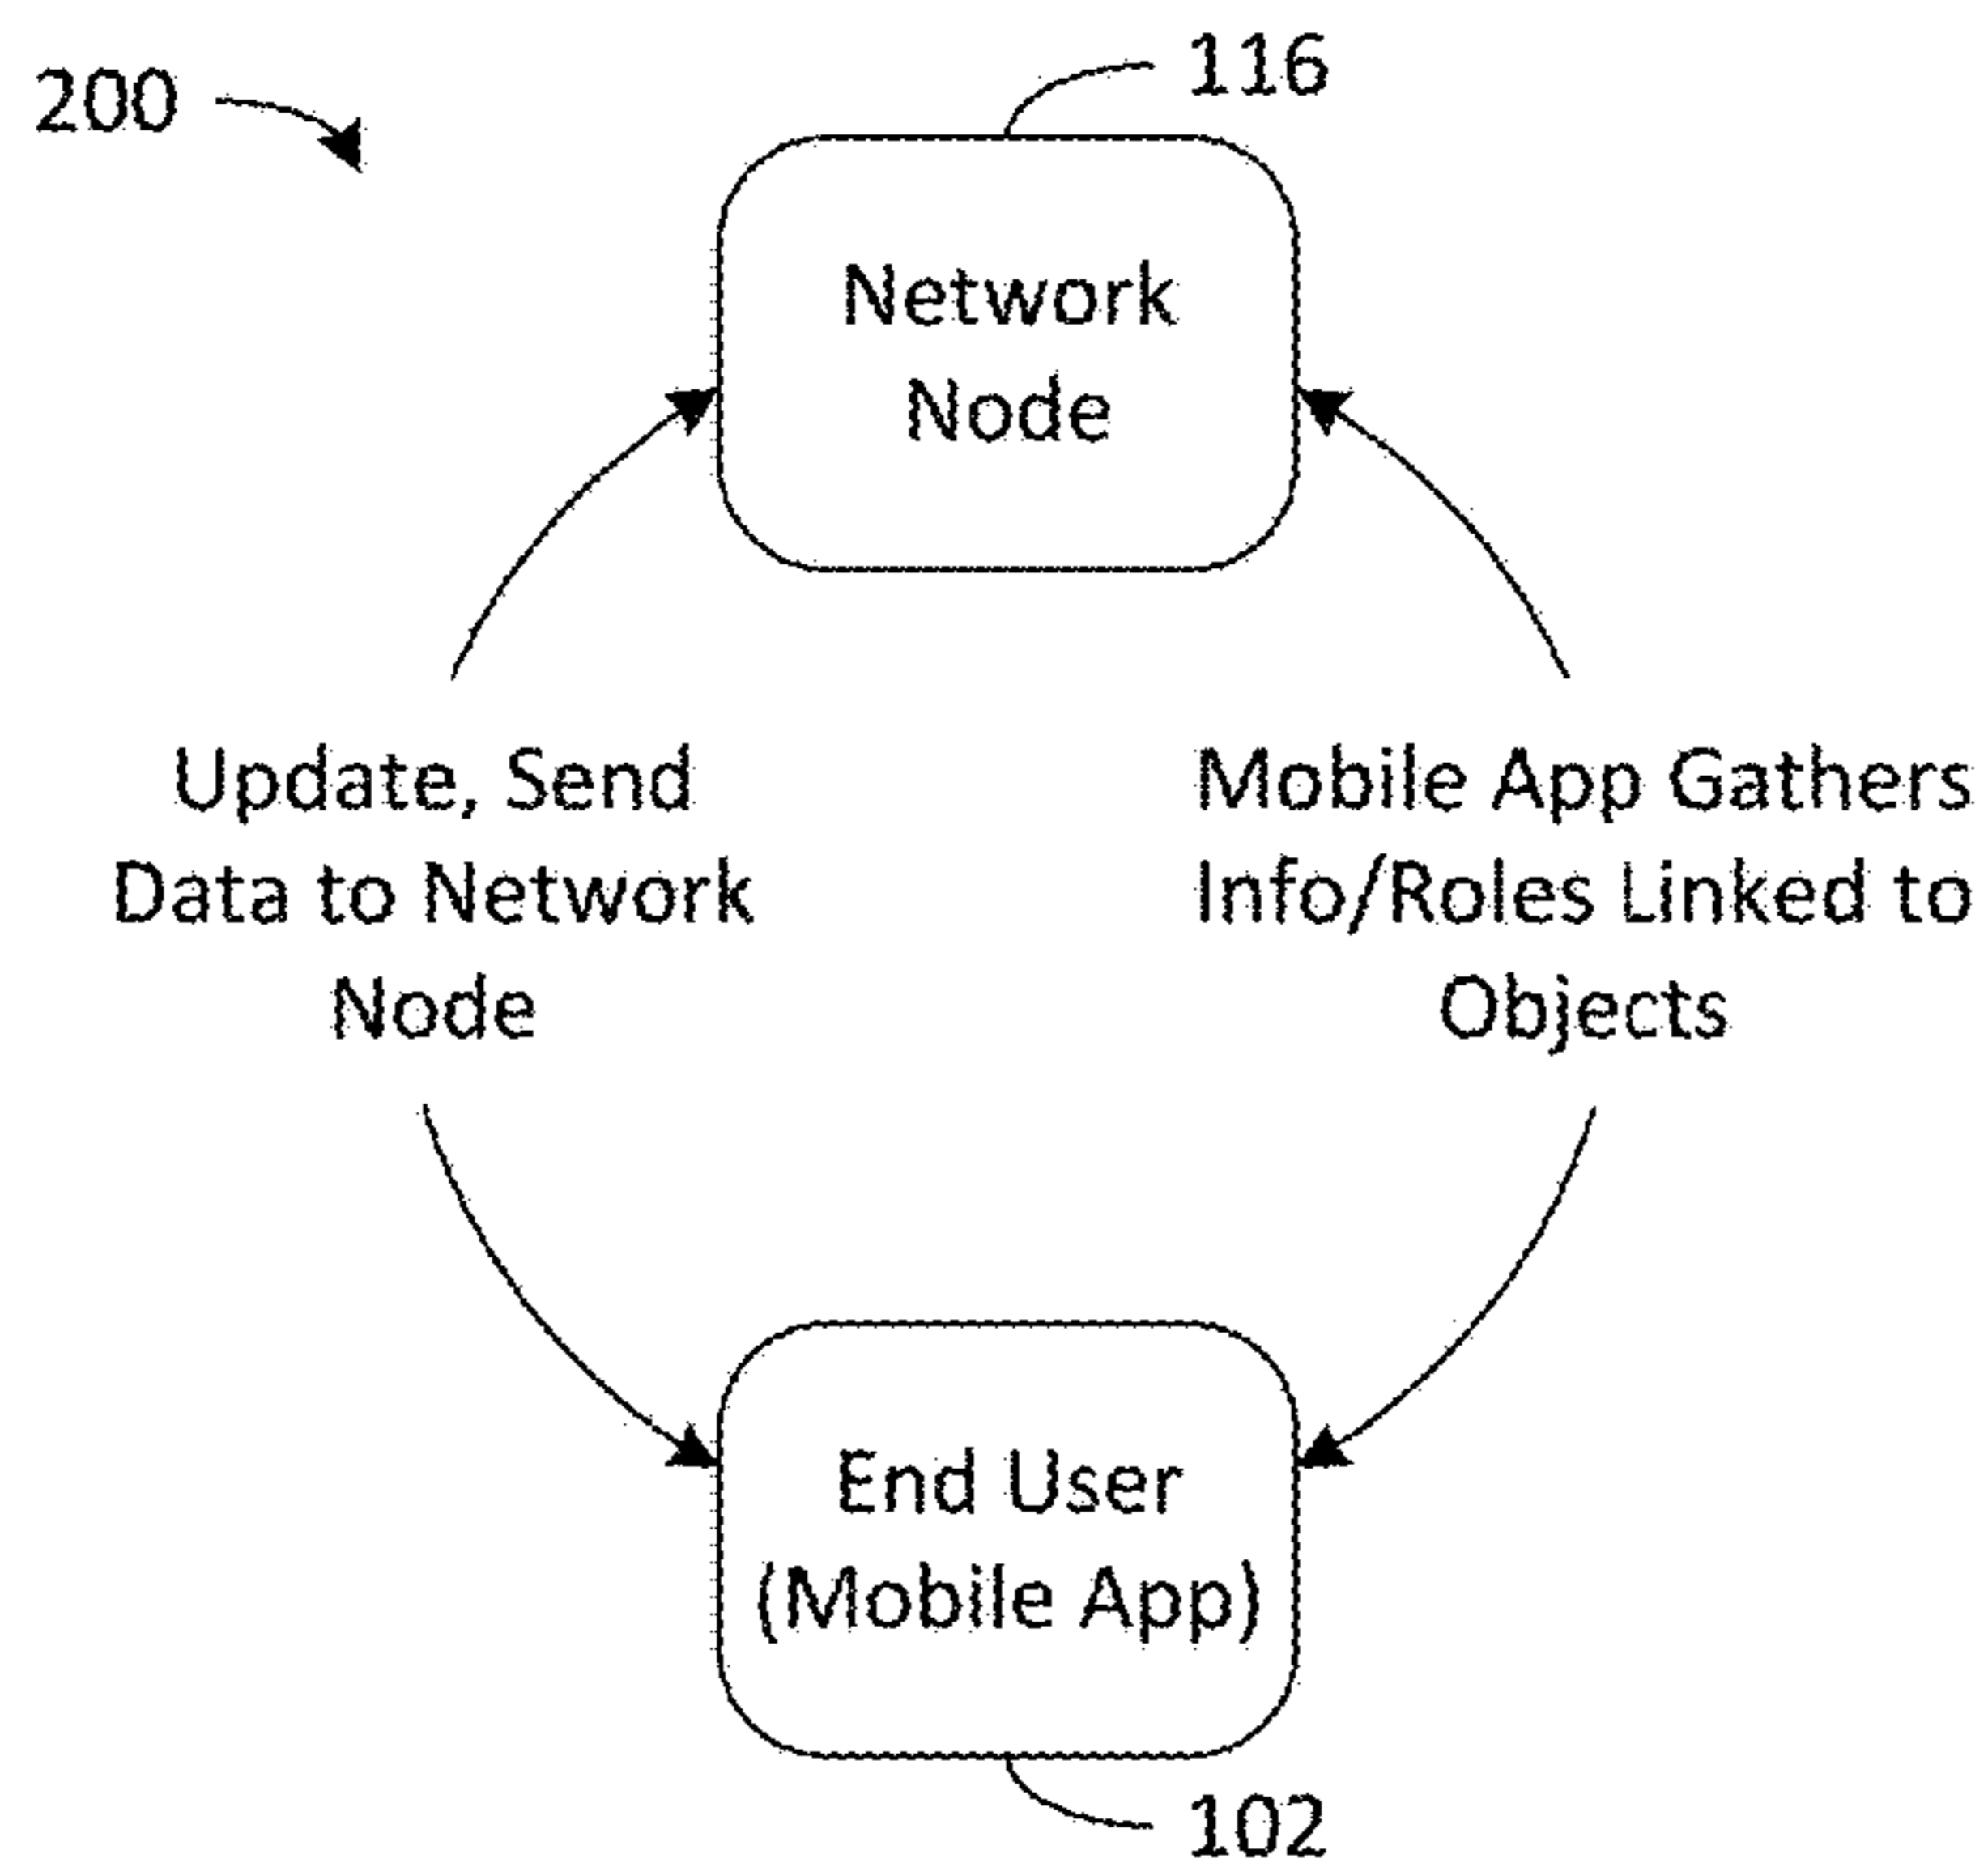 200
116
Network
Node
Update, Send
Data to Network
Node
Mobile App Gathers
Info/Roles Linked to
Objects
End User
(Mobile App)
102